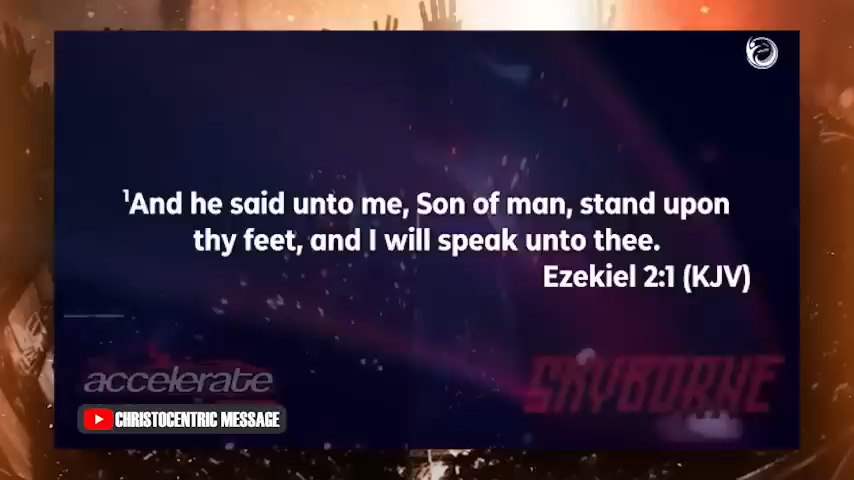 ¹And he said unto me, Son of man, stand upon
thy feet, and I will speak unto thee.
Ezekiel 2:1 (KJV)
accelerate
SKYBORNE
CHRISTOCENTRIC MESSAGE